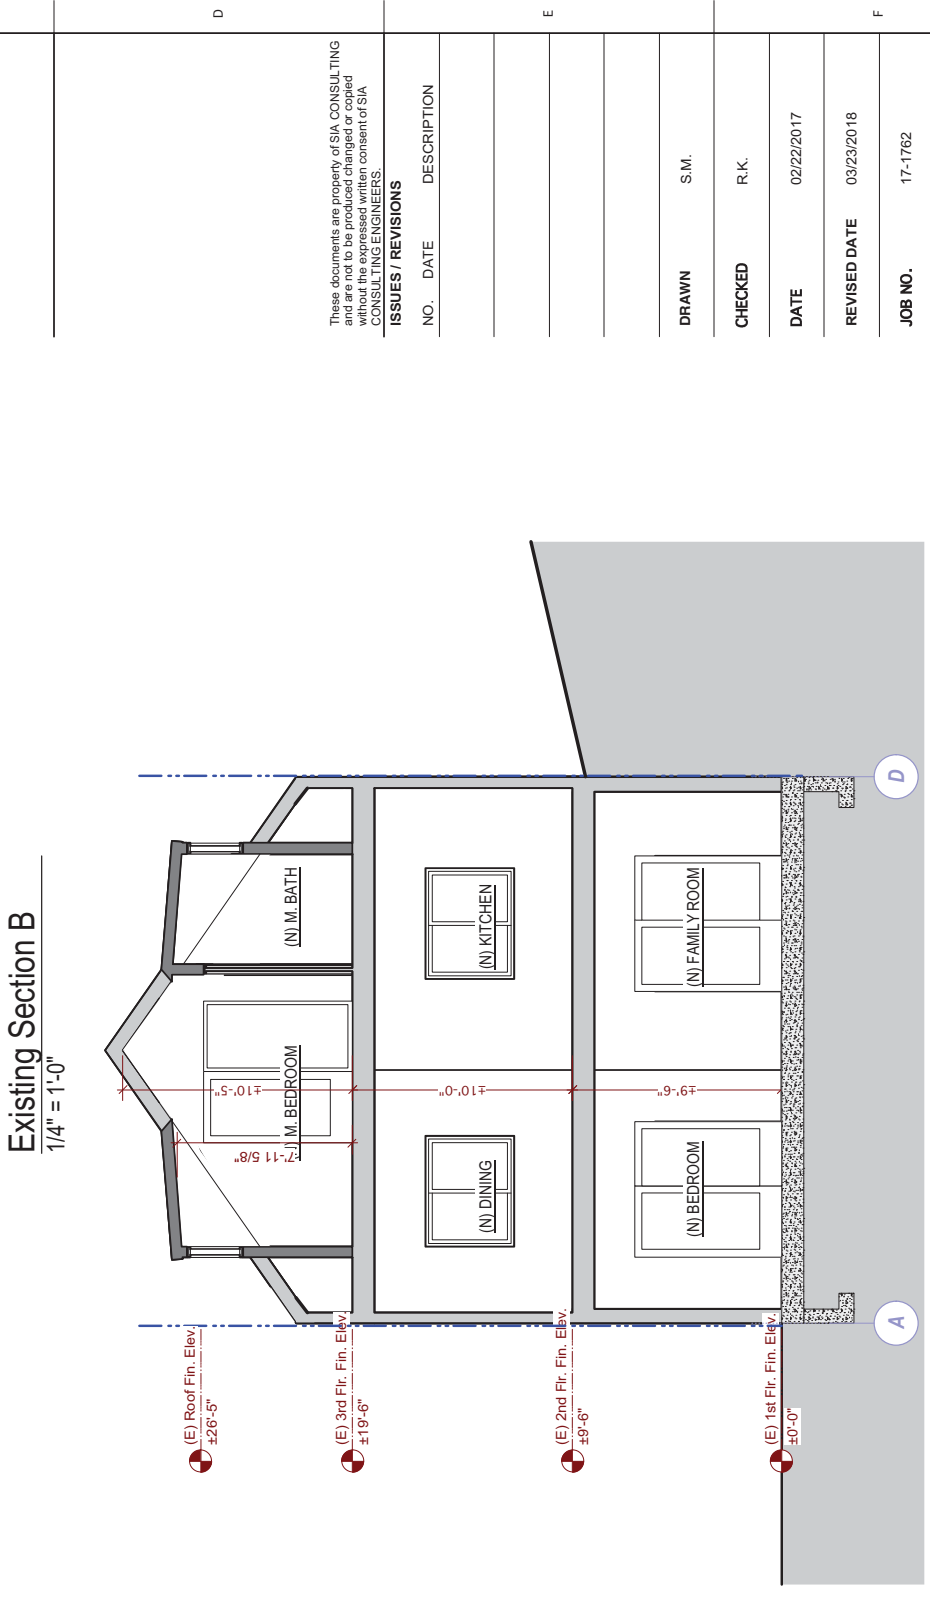 Existing Section B
1/4" = 1'-0"
(E) Roof Fin. Elev.
±26'-5"
(E) 3rd Flr. Fin. Elev.
±19'-6"
(E) 2nd Flr. Fin. Elev.
±9'-6"
(E) 1st Flr. Fin. Elev.
±0'-0"
7'-11 5/8"
±10'-5"
±10'-0"
±9'-6"
M. BEDROOM
(N) M. BATH
(N) DINING
(N) KITCHEN
(N) BEDROOM
(N) FAMILY ROOM
A
D
These documents are property of SIA CONSULTING
and are not to be produced changed or copied
without the expressed written consent of SIA
CONSULTING ENGINEERS.
ISSUES / REVISIONS
NO. DATE DESCRIPTION
DRAWN S.M.
CHECKED R.K.
DATE 02/22/2017
REVISED DATE 03/23/2018
JOB NO. 17-1762
D
E
F